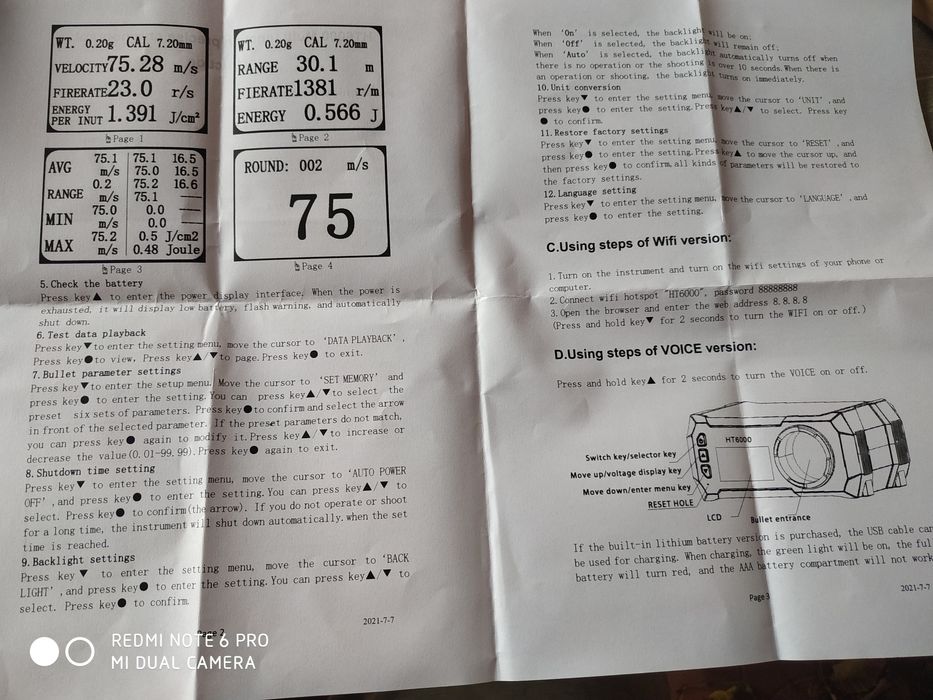 WT. 0.20g CAL 7.20mm
VELOCITY75.28 m/s
FIRERATE23.0 r/s
ENERGY PER INUT 1.391 J/cm²
Page 1
WT. 0.20g CAL 7.20mm
RANGE 30.1 m
FIERATE1381 r/m
ENERGY 0.566 J
Page 2
AVG 75.1 m/s 75.1 16.5
75.0 16.5
RANGE 0.2 m/s 75.2 16.6
75.1 ——
MIN 75.0 m/s 0.0 ——
0.0 ——
MAX 75.2 m/s 0.5 J/cm2
0.48 Joule
Page 3
ROUND: 002 m/s
75
Page 4
5. Check the battery
Press key▲ to enter the power display interface. When the power is
exhausted, it will display low battery, flash warning, and automatically
shut down.
6. Test data playback
Press key▼to enter the setting menu, move the cursor to 'DATA PLAYBACK',
Press key●to view, Press key▲/▼to page. Press key● to exit.
7. Bullet parameter settings
Press key▼to enter the setup menu. Move the cursor to 'SET MEMORY' and
press key● to enter the setting. You can press key▲/▼to select the
preset six sets of parameters. Press key●to confirm and select the arrow
in front of the selected parameter. If the preset parameters do not match,
you can press key● again to modify it. Press key▲/▼to increase or
decrease the value(0.01-99.99). Press key● again to exit.
8. Shutdown time setting
Press key▼ to enter the setting menu, move the cursor to 'AUTO POWER
OFF', and press key● to enter the setting. You can press key▲/▼ to
select. Press key● to confirm(the arrow). If you do not operate or shoot
for a long time, the instrument will shut down automatically. when the set
time is reached.
9. Backlight settings
Press key ▼ to enter the setting menu, move the cursor to 'BACK
LIGHT', and press key● to enter the setting. You can press key▲/▼ to
select. Press key● to confirm.
2021-7-7
Page 2
When 'On' is selected, the backlight will be on;
When 'Off' is selected, the backlight will remain off;
When 'Auto' is selected, the backlight automatically turns off when
there is no operation or the shooting is over 10 seconds. When there is
an operation or shooting, the backlight turns on immediately.
10. Unit conversion
Press key▼ to enter the setting menu, move the cursor to 'UNIT', and
press key● to enter the setting. Press key▲/▼ to select. Press key
● to confirm.
11. Restore factory settings
Press key▼ to enter the setting menu, move the cursor to 'RESET', and
press key● to enter the setting. Press key▲ to move the cursor up, and
then press key● to confirm, all kinds of parameters will be restored to
the factory settings.
12. Language setting
Press key▼ to enter the setting menu, move the cursor to 'LANGUAGE', and
press key● to enter the setting.
C.Using steps of Wifi version:
1. Turn on the instrument and turn on the wifi settings of your phone or
computer.
2. Connect wifi hotspot "HT6000", password 88888888
3. Open the browser and enter the web address 8.8.8.8
(Press and hold key▼ for 2 seconds to turn the WIFI on or off.)
D.Using steps of VOICE version:
Press and hold key▲ for 2 seconds to turn the VOICE on or off.
HT6000
Switch key/selector key
Move up/voltage display key
Move down/enter menu key
RESET HOLE
LCD
Bullet entrance
If the built-in lithium battery version is purchased, the USB cable can
be used for charging. When charging, the green light will be on, the full
battery will turn red, and the AAA battery compartment will not work
2021-7-7
Page 3
REDMI NOTE 6 PRO
MI DUAL CAMERA